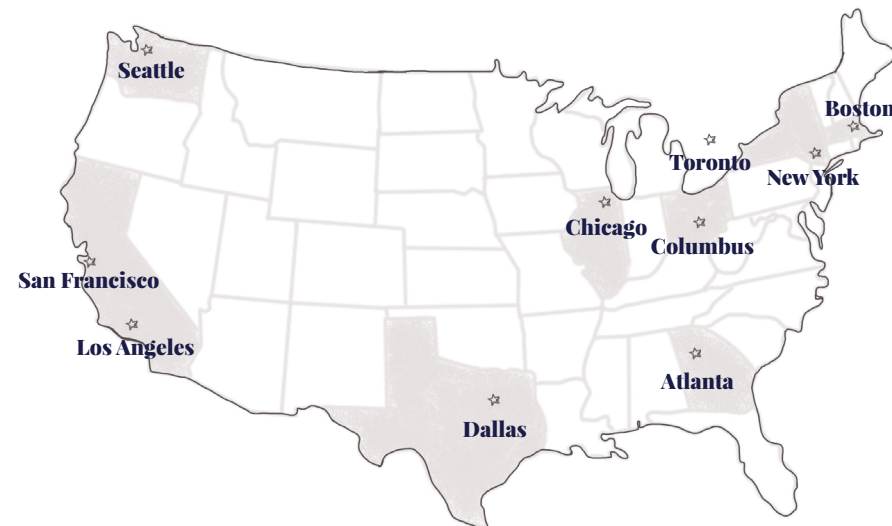 Seattle
Boston
Toronto
New York
Chicago
Columbus
San Francisco
Los Angeles
Atlanta
Dallas